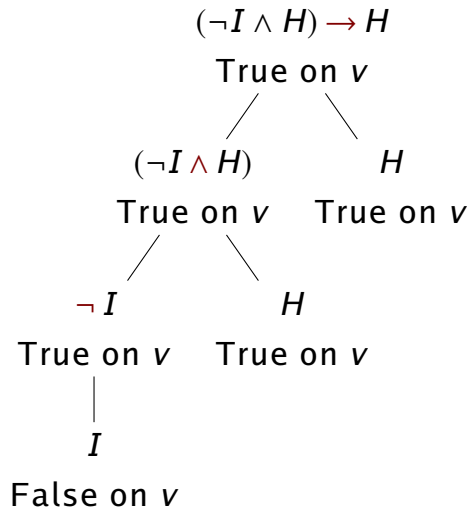 (¬I ∧ H) → H
True on v
(¬I ∧ H) H
True on v True on v
¬ I H
True on v True on v
I
False on v